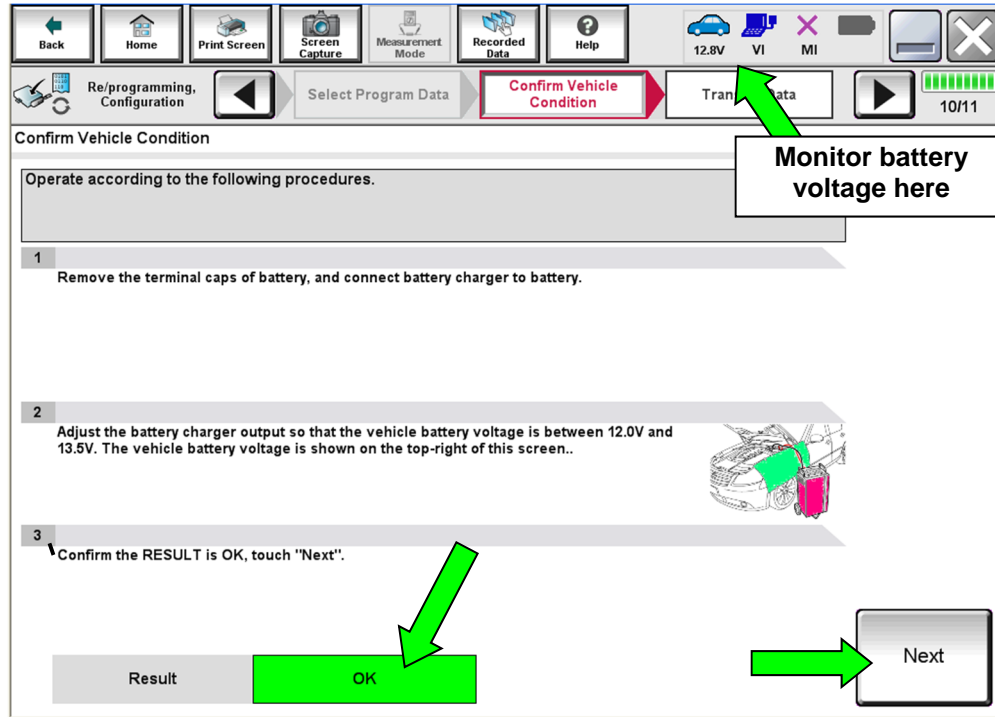 Back
Home
Print Screen
Screen
Capture
Measurement
Mode
Recorded
Data
Help
12.8V
VI
MI
Re/programming,
Configuration
Select Program Data
Confirm Vehicle
Condition
10/11
Confirm Vehicle Condition
Monitor battery
voltage here
Operate according to the following procedures.
1
Remove the terminal caps of battery, and connect battery charger to battery.
2
Adjust the battery charger output so that the vehicle battery voltage is between 12.0V and
13.5V. The vehicle battery voltage is shown on the top-right of this screen..
3
Confirm the RESULT is OK, touch "Next".
Result
OK
Next